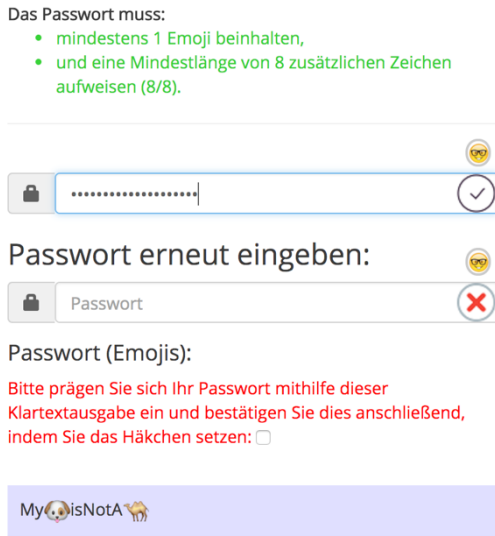 Das Passwort muss:
mindestens 1 Emoji beinhalten,
und eine Mindestlänge von 8 zusätzlichen Zeichen
aufweisen (8/8).
••••••••••••••••••••
Passwort erneut eingeben:
Passwort
Passwort (Emojis):
Bitte prägen Sie sich Ihr Passwort mithilfe dieser
Klartextausgabe ein und bestätigen Sie dies anschließend,
indem Sie das Häkchen setzen:
My🐶isNotA🐫